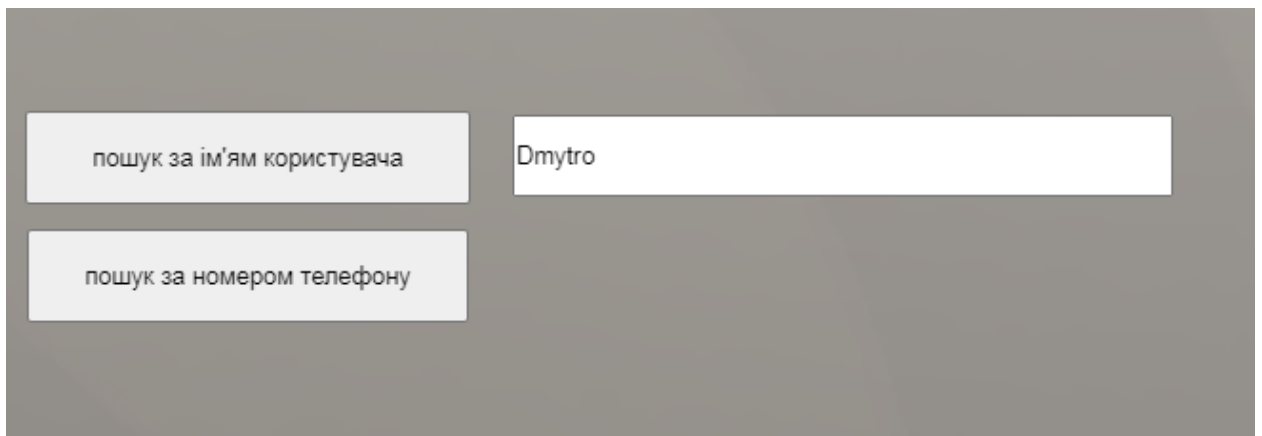 пошук за ім'ям користувача
Dmytro
пошук за номером телефону